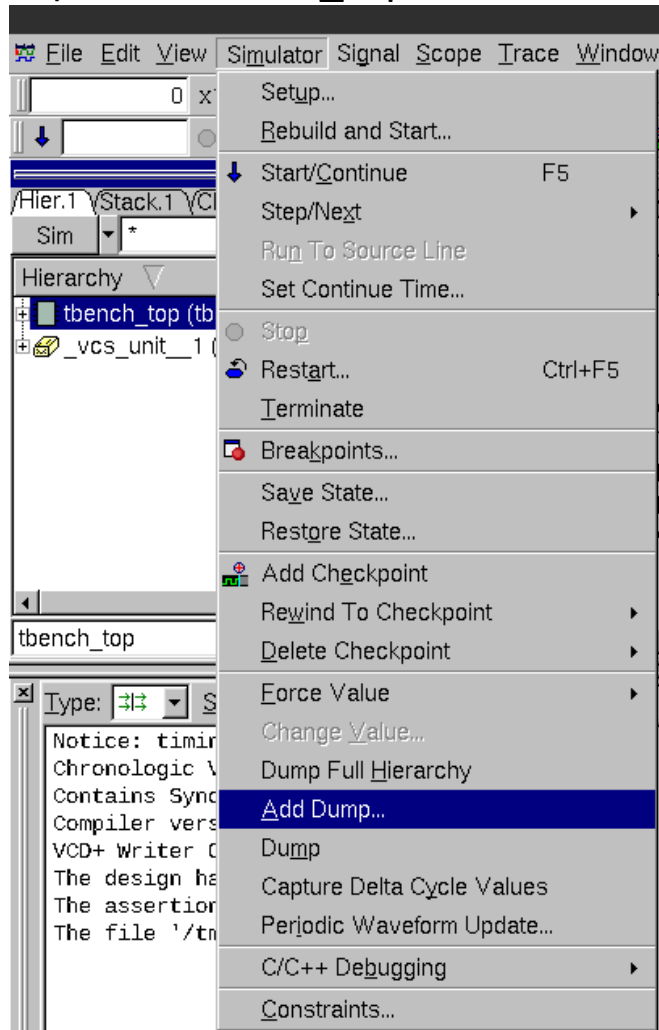 File Edit View Simulator Signal Scope Trace Window
0 x
Setup...
Rebuild and Start...
Start/Continue F5
Hier.1 Stack.1
Step/Next
Sim *
Run To Source Line
Hierarchy
Set Continue Time...
tbench_top (tb
Stop
_vcs_unit__1 (
Restart... Ctrl+F5
Terminate
Breakpoints...
Save State...
Restore State...
Add Checkpoint
Rewind To Checkpoint
tbench_top
Delete Checkpoint
Type:
Force Value
Notice: timin
Change Value...
Chronologic V
Dump Full Hierarchy
Contains Sync
Add Dump...
Compiler vers
Dump
VCD+ Writer
The design ha
Capture Delta Cycle Values
The assertion
Periodic Waveform Update...
The file '/tm
C/C++ Debugging
Constraints...